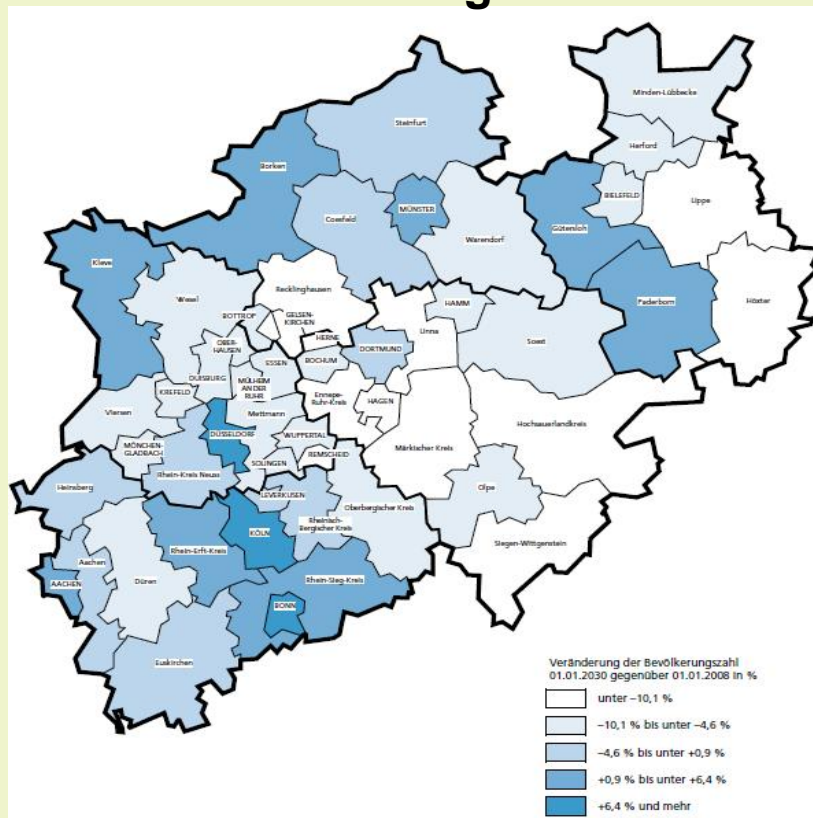 g
Minden-Lübbecke
Steinfurt
Herford
Borken
BIELEFELD
Lippe
MÜNSTER
Coesfeld
Gütersloh
Warendorf
Kleve
Paderborn
Höxter
Wesel
Recklinghausen
HAMM
BOTTROP
GELSEN-
KIRCHEN
Unna
Soest
OBER-
HAUSEN
HERNE
DORTMUND
ESSEN
BOCHUM
DUISBURG
MÜLHEIM
AN DER
RUHR
KREFELD
Ennepe-
Ruhr-Kreis
HAGEN
Viersen
Mettmann
Hochsauerlandkreis
DÜSSELDORF
WUPPERTAL
MÖNCHEN-
GLADBACH
Märkischer Kreis
REMSCHEID
SOLINGEN
Rhein-Kreis Neuss
Heinsberg
Olpe
LEVERKUSEN
Oberbergischer Kreis
Rheinisch-
Bergischer Kreis
KÖLN
Siegen-Wittgenstein
Rhein-Erft-Kreis
Aachen
Düren
Rhein-Sieg-Kreis
AACHEN
BONN
Euskirchen
Veränderung der Bevölkerungszahl
01.01.2030 gegenüber 01.01.2008 in %
unter –10,1 %
–10,1 % bis unter –4,6 %
–4,6 % bis unter +0,9 %
+0,9 % bis unter +6,4 %
+6,4 % und mehr